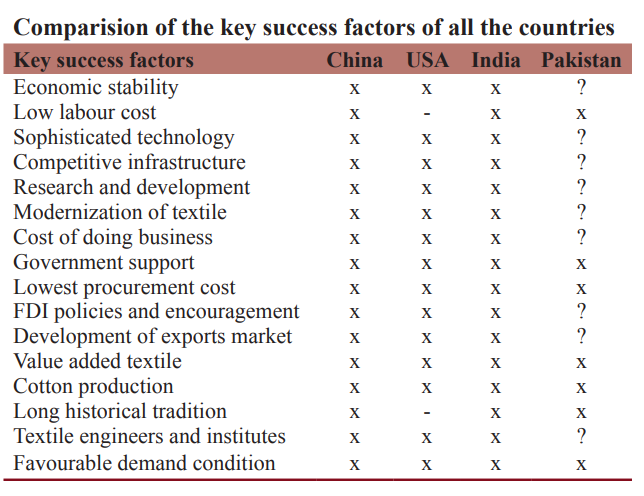 Comparision of the key success factors of all the countries
Key success factors China USA India Pakistan
Economic stability x x x ?
Low labour cost x - x x
Sophisticated technology x x x ?
Competitive infrastructure x x x ?
Research and development x x x ?
Modernization of textile x x x ?
Cost of doing business x x x ?
Government support x x x x
Lowest procurement cost x x x x
FDI policies and encouragement x x x ?
Development of exports market x x x ?
Value added textile x x x x
Cotton production x x x x
Long historical tradition x - x x
Textile engineers and institutes x x x ?
Favourable demand condition x x x x